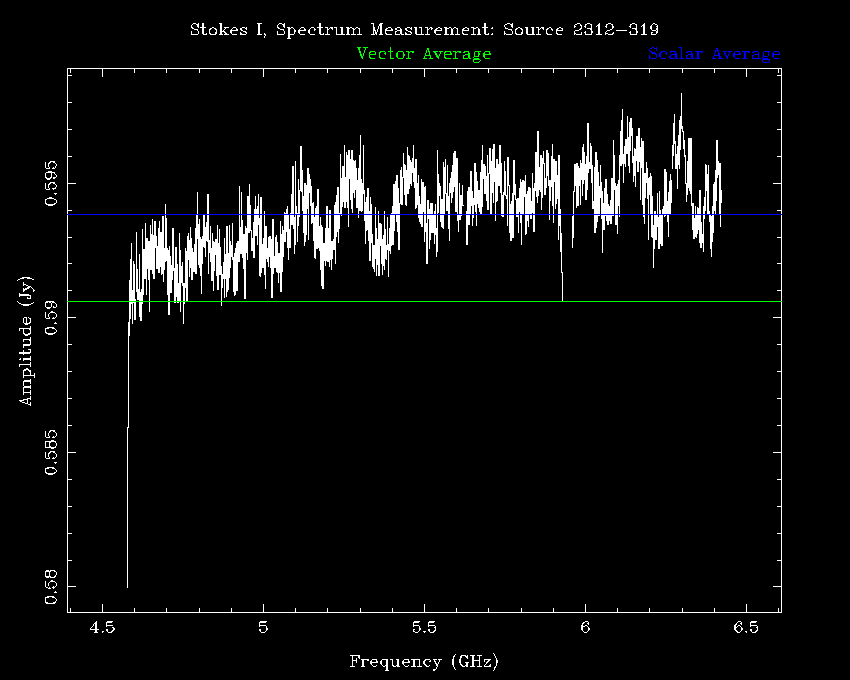 Stokes I, Spectrum Measurement: Source 2312-319
Vector Average
Scalar Average
0.595
0.59
0.585
0.58
Amplitude (Jy)
4.5 5 5.5 6 6.5
Frequency (GHz)